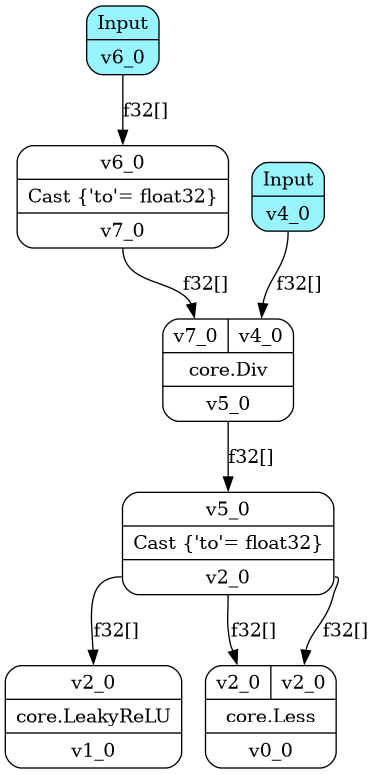 Input
v6_0
f32[]
v6_0
Cast {'to'= float32}
v7_0
Input
v4_0
f32[]
f32[]
v7_0 v4_0
core.Div
v5_0
f32[]
v5_0
Cast {'to'= float32}
v2_0
f32[]
f32[]
f32[]
v2_0
core.LeakyReLU
v1_0
v2_0 v2_0
core.Less
v0_0